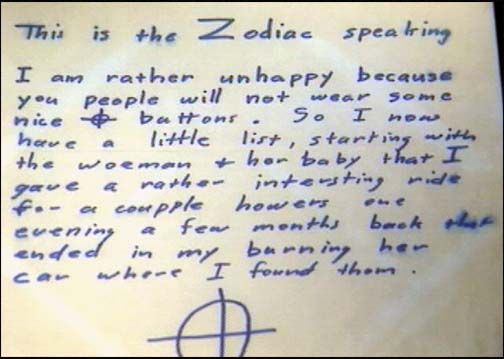 This is the Zodiac speaking
I am rather unhappy because
you people will not wear some
nice ⌖ buttons. So I now
have a little list, starting with
the woeman + her baby that I
gave a rather intersting ride
for a coupple howers one
evening a few months back that
ended in my burning her
car where I found them.